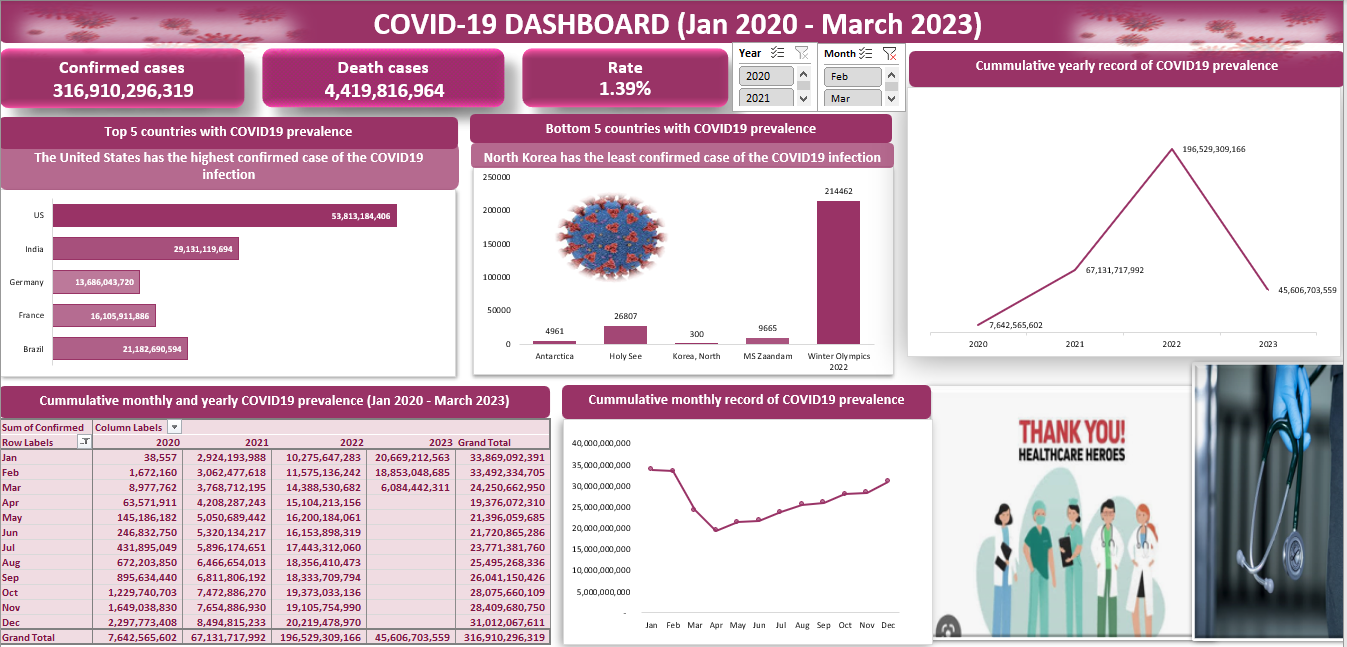 COVID-19 DASHBOARD (Jan 2020 - March 2023)
Confirmed cases
316,910,296,319
Death cases
4,419,816,964
Rate
1.39%
Year
2020
2021
Month
Feb
Mar
Cummulative yearly record of COVID19 prevalence
196,529,309,166
67,131,717,992
45,606,703,559
7,642,565,602
2020 2021 2022 2023
Top 5 countries with COVID19 prevalence
The United States has the highest confirmed case of the COVID19
infection
US 53,813,184,406
India 29,131,119,694
Germany 13,686,043,720
France 16,105,911,886
Brazil 21,182,690,594
Bottom 5 countries with COVID19 prevalence
North Korea has the least confirmed case of the COVID19 infection
250000
200000
150000
100000
50000
0
4961 26807 300 9665 214462
Antarctica Holy See Korea, North MS Zaandam Winter Olympics
2022
Cummulative monthly and yearly COVID19 prevalence (Jan 2020 - March 2023)
Sum of Confirmed Column Labels
Row Labels 2020 2021 2022 2023 Grand Total
Jan 38,557 2,924,193,988 10,275,647,283 20,669,212,563 33,869,092,391
Feb 1,672,160 3,062,477,618 11,575,136,242 18,853,048,685 33,492,334,705
Mar 8,977,762 3,768,712,195 14,388,530,682 6,084,442,311 24,250,662,950
Apr 63,571,911 4,208,287,243 15,104,213,156 19,376,072,310
May 145,186,182 5,050,689,442 16,200,184,061 21,396,059,685
Jun 246,832,750 5,320,134,217 16,153,898,319 21,720,865,286
Jul 431,895,049 5,896,174,651 17,443,312,060 23,771,381,760
Aug 672,203,850 6,466,654,013 18,356,410,473 25,495,268,336
Sep 895,634,440 6,811,806,192 18,333,709,794 26,041,150,426
Oct 1,229,740,703 7,472,886,270 19,373,033,136 28,075,660,109
Nov 1,649,038,830 7,654,886,930 19,105,754,990 28,409,680,750
Dec 2,297,773,408 8,494,815,233 20,219,478,970 31,012,067,611
Grand Total 7,642,565,602 67,131,717,992 196,529,309,166 45,606,703,559 316,910,296,319
Cummulative monthly record of COVID19 prevalence
40,000,000,000
35,000,000,000
30,000,000,000
25,000,000,000
20,000,000,000
15,000,000,000
10,000,000,000
5,000,000,000
-
Jan Feb Mar Apr May Jun Jul Aug Sep Oct Nov Dec
THANK YOU!
HEALTHCARE HEROES